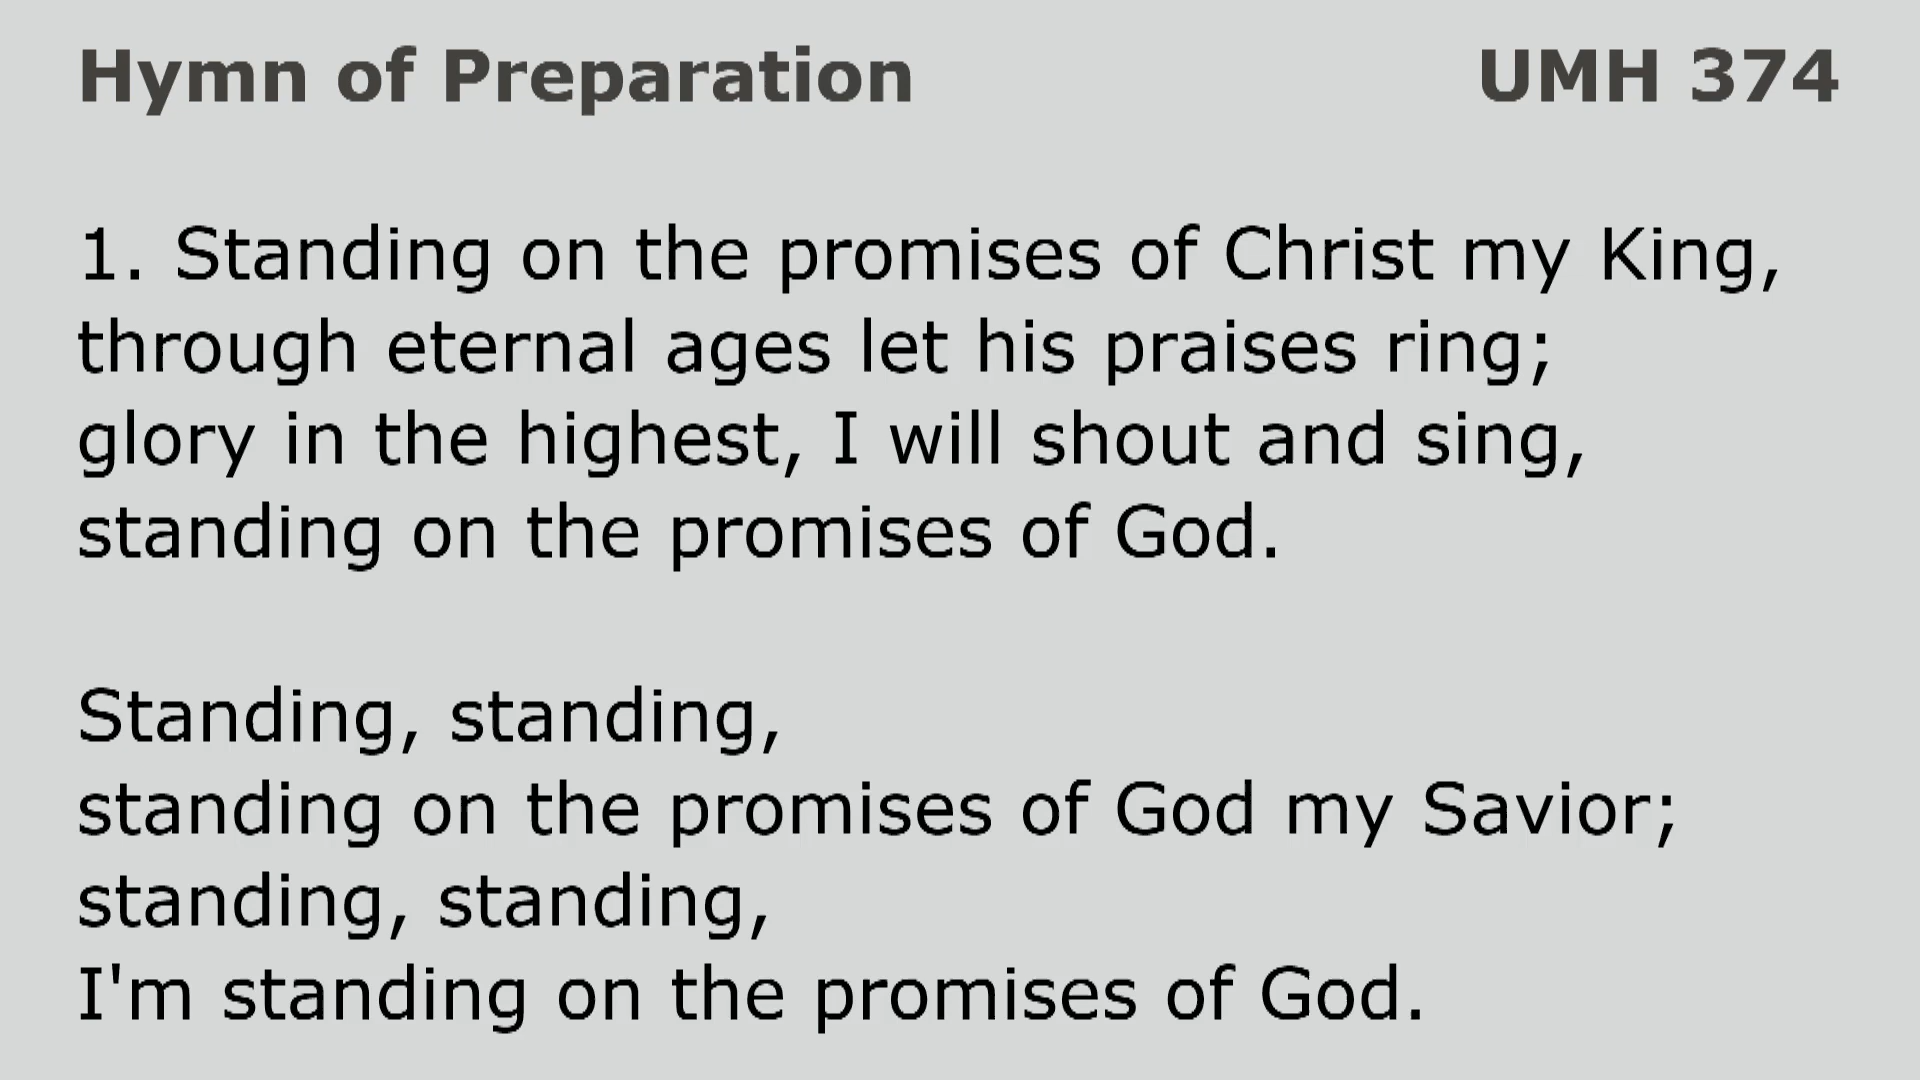 Hymn of Preparation UMH 374
1. Standing on the promises of Christ my King,
through eternal ages let his praises ring;
glory in the highest, I will shout and sing,
standing on the promises of God.
Standing, standing,
standing on the promises of God my Savior;
standing, standing,
I'm standing on the promises of God.